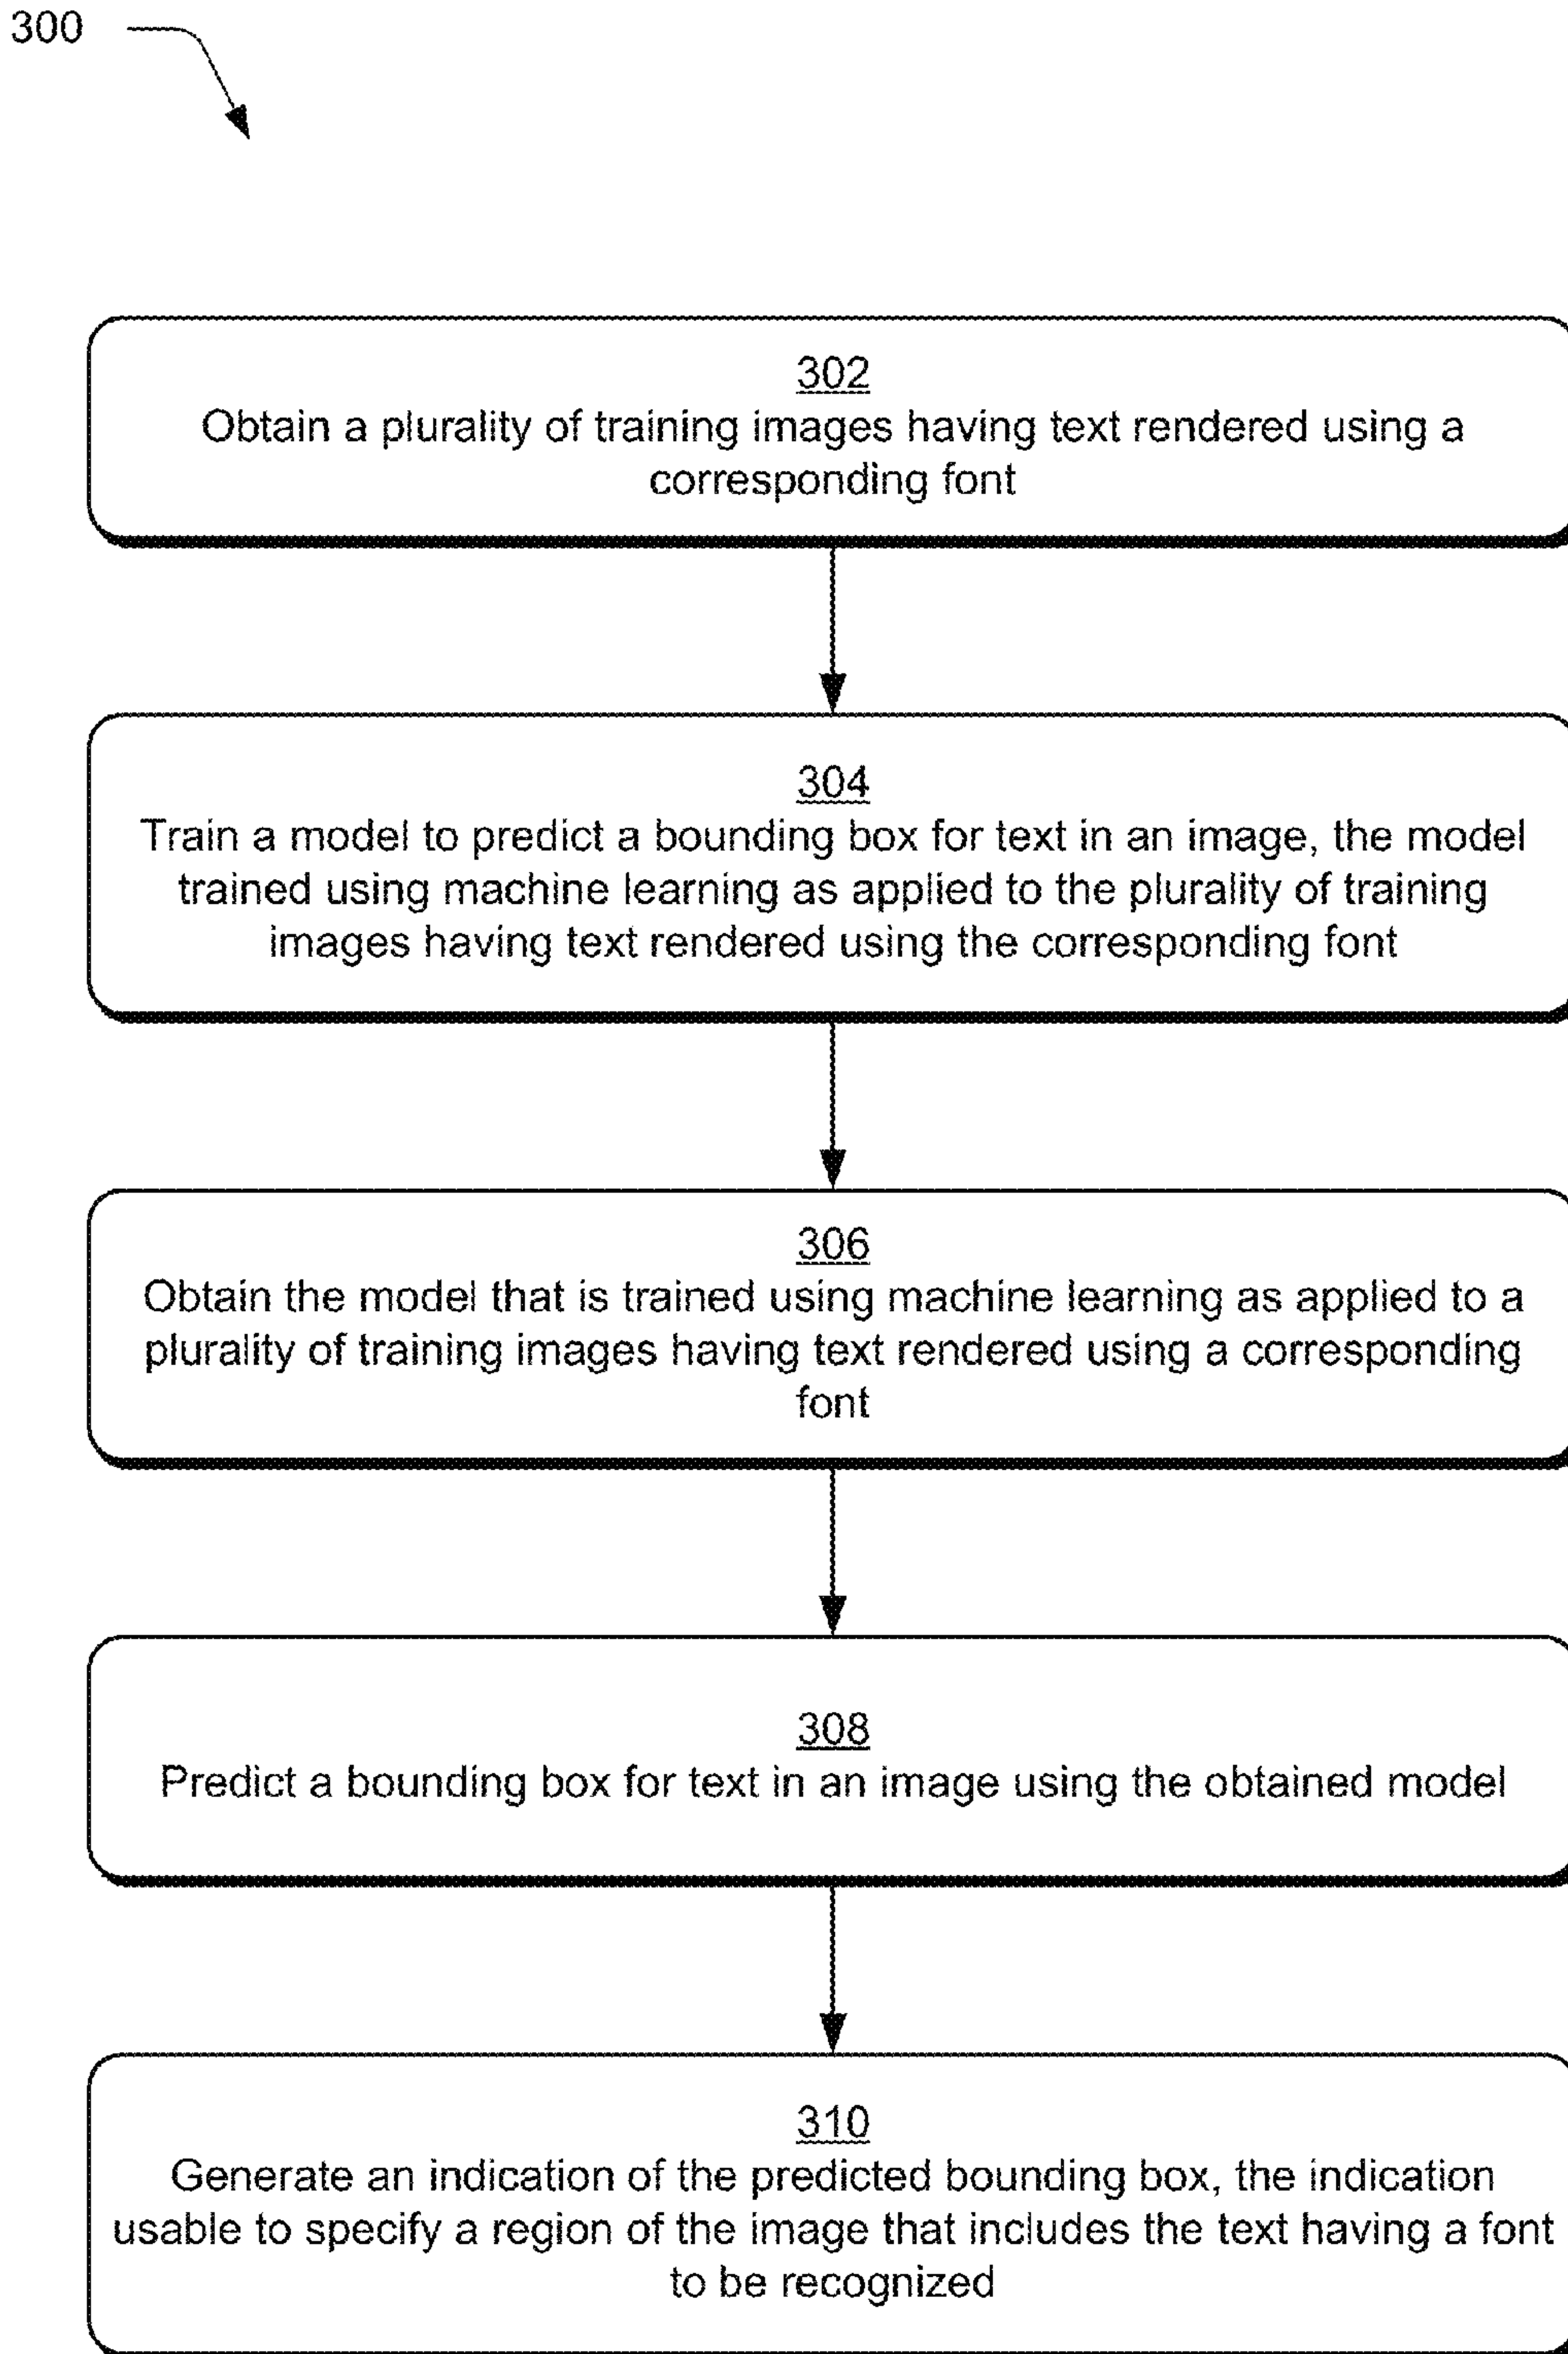 300
302
Obtain a plurality of training images having text rendered using a
corresponding font
304
Train a model to predict a bounding box for text in an image, the model
trained using machine learning as applied to the plurality of training
images having text rendered using the corresponding font
306
Obtain the model that is trained using machine learning as applied to a
plurality of training images having text rendered using a corresponding
font
308
Predict a bounding box for text in an image using the obtained model
310
Generate an indication of the predicted bounding box, the indication
usable to specify a region of the image that includes the text having a font
to be recognized